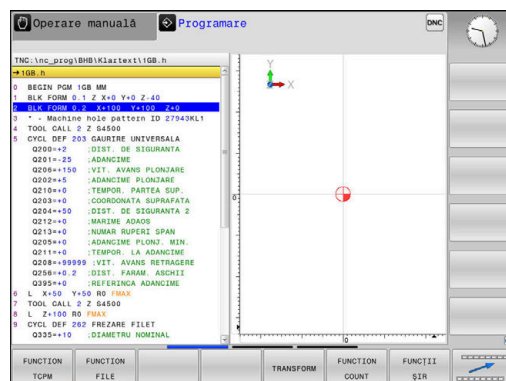 Operare manuală
Programare
DNC
TNC:\nc_prog\BHB\Klartext\1GB.h
→1GB.h
0 BEGIN PGM 1GB MM
1 BLK FORM 0.1 Z X+0 Y+0 Z-40
2 BLK FORM 0.2 X+100 Y+100 Z+0
3 * - Machine hole pattern ID 27943KL1
4 TOOL CALL 2 Z S4500
5 CYCL DEF 203 GAURIRE UNIVERSALA
Q200=+2 ;DIST. DE SIGURANTA
Q201=-25 ;ADANCIME
Q206=+150 ;VIT. AVANS PLONJARE
Q202=+5 ;ADANCIME PLONJARE
Q210=+0 ;TEMPOR. PARTEA SUP.
Q203=+0 ;COORDONATA SUPRAFATA
Q204=+50 ;DIST. DE SIGURANTA 2
Q212=+0 ;MARIME ADAOS
Q213=+0 ;NUMAR RUPERI SPAN
Q205=+0 ;ADANCIME PLONJ. MIN.
Q211=+0 ;TEMPOR. LA ADANCIME
Q208=+99999 ;VIT. AVANS RETRAGERE
Q256=+0.2 ;DIST. FARAM. ASCHII
Q395=+0 ;REFERINCA ADANCIME
6 L X+50 Y+50 R0 FMAX
7 TOOL CALL 2 Z S4500
8 L Z+100 R0 FMAX
9 CYCL DEF 262 FREZARE FILET
Q335=+10 ;DIAMETRU NOMINAL
Y
X
0
0
FUNCTION TCPM
FUNCTION FILE
TRANSFORM
FUNCTION COUNT
FUNCȚII ȘIR